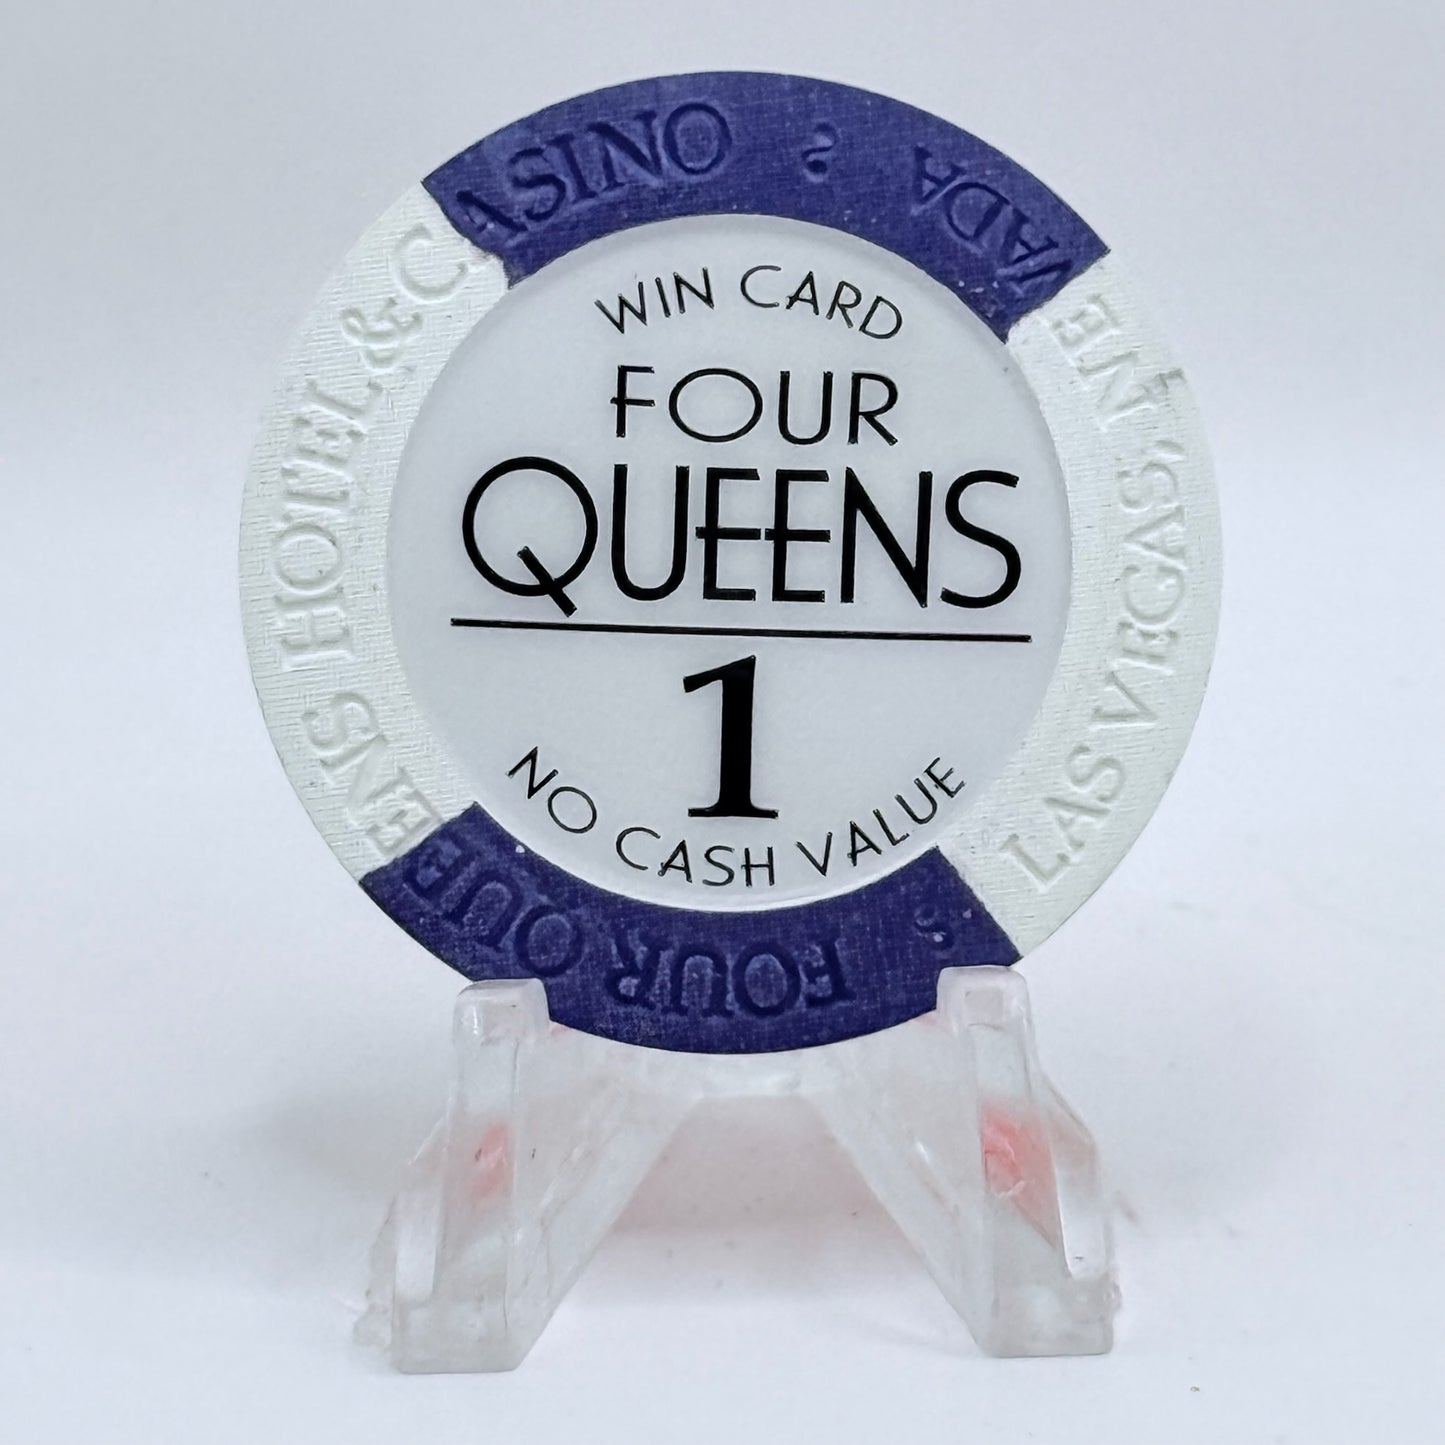 WIN CARD
FOUR
QUEENS
1
NO CASH VALUE
FOUR QUEENS HOTEL & CASINO
LAS VEGAS, NEVADA